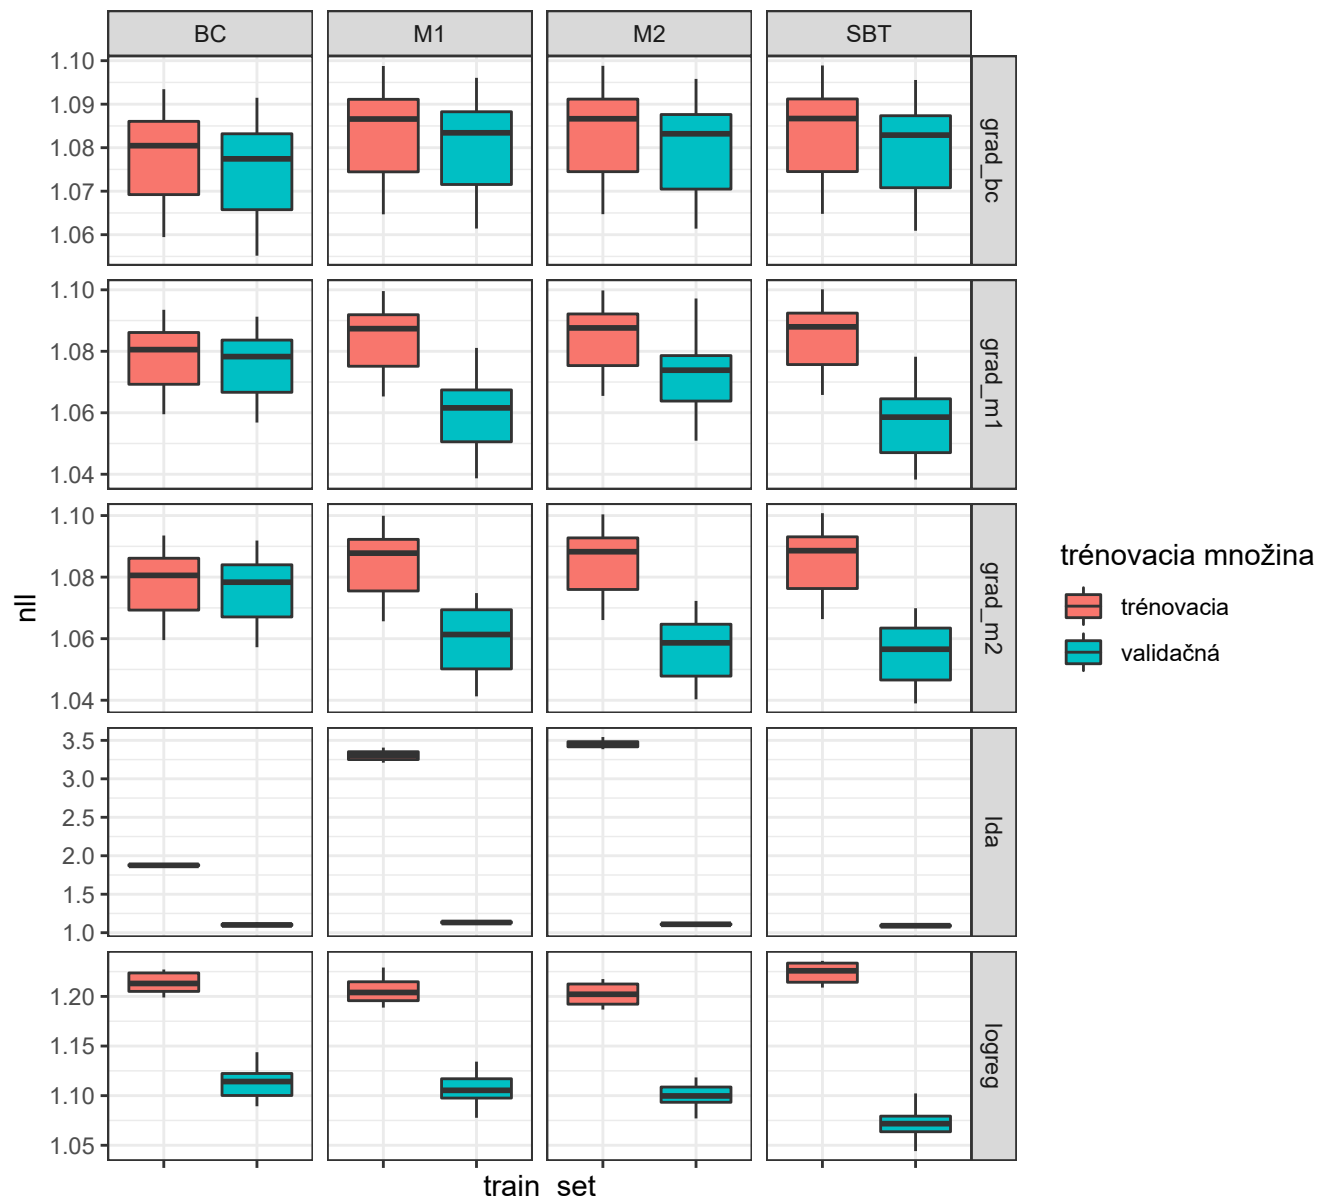 BC M1 M2 SBT
1.10
1.09
1.08
1.07
1.06
grad_bc
1.10
1.08
1.06
1.04
grad_m1
1.10
1.08
1.06
1.04
grad_m2
3.5
3.0
2.5
2.0
1.5
1.0
lda
1.20
1.15
1.10
1.05
logreg
nll
train_set
trénovacia množina
trénovacia
validačná